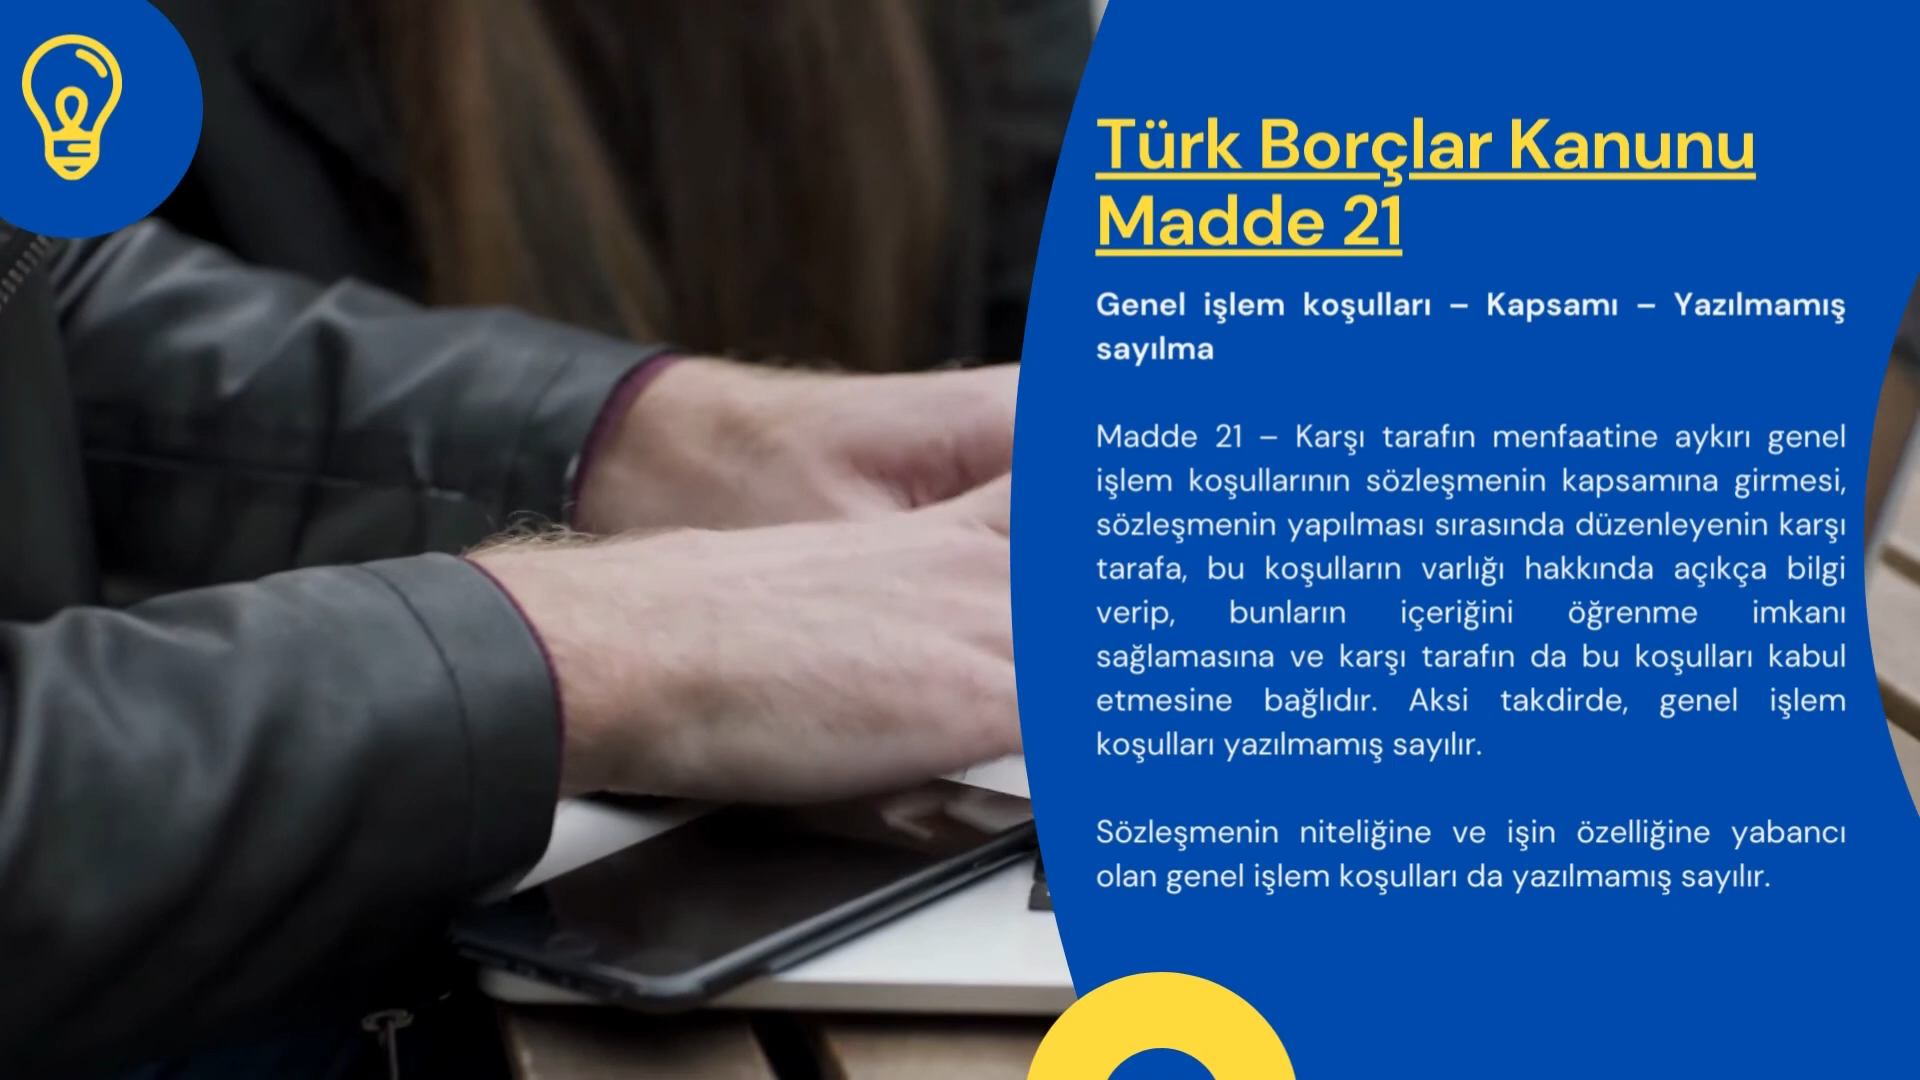 Türk Borçlar Kanunu
Madde 21
Genel işlem koşulları – Kapsamı – Yazılmamış
sayılma
Madde 21 – Karşı tarafın menfaatine aykırı genel
işlem koşullarının sözleşmenin kapsamına girmesi,
sözleşmenin yapılması sırasında düzenleyenin karşı
tarafa, bu koşulların varlığı hakkında açıkça bilgi
verip, bunların içeriğini öğrenme imkanı
sağlamasına ve karşı tarafın da bu koşulları kabul
etmesine bağlıdır. Aksi takdirde, genel işlem
koşulları yazılmamış sayılır.
Sözleşmenin niteliğine ve işin özelliğine yabancı
olan genel işlem koşulları da yazılmamış sayılır.